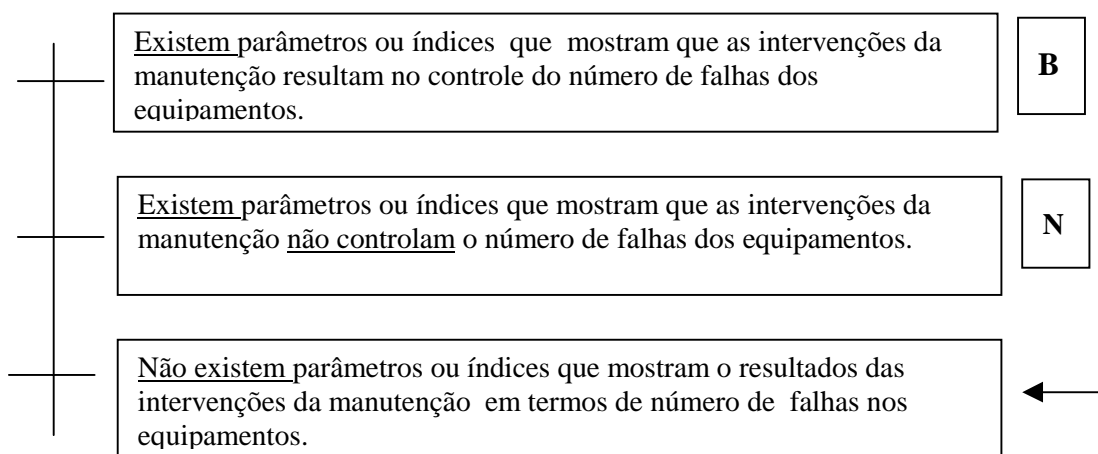 Existem parâmetros ou índices que mostram que as intervenções da
manutenção resultam no controle do número de falhas dos
equipamentos.
B
Existem parâmetros ou índices que mostram que as intervenções da
manutenção não controlam o número de falhas dos equipamentos.
N
Não existem parâmetros ou índices que mostram o resultados das
intervenções da manutenção em termos de número de falhas nos
equipamentos.